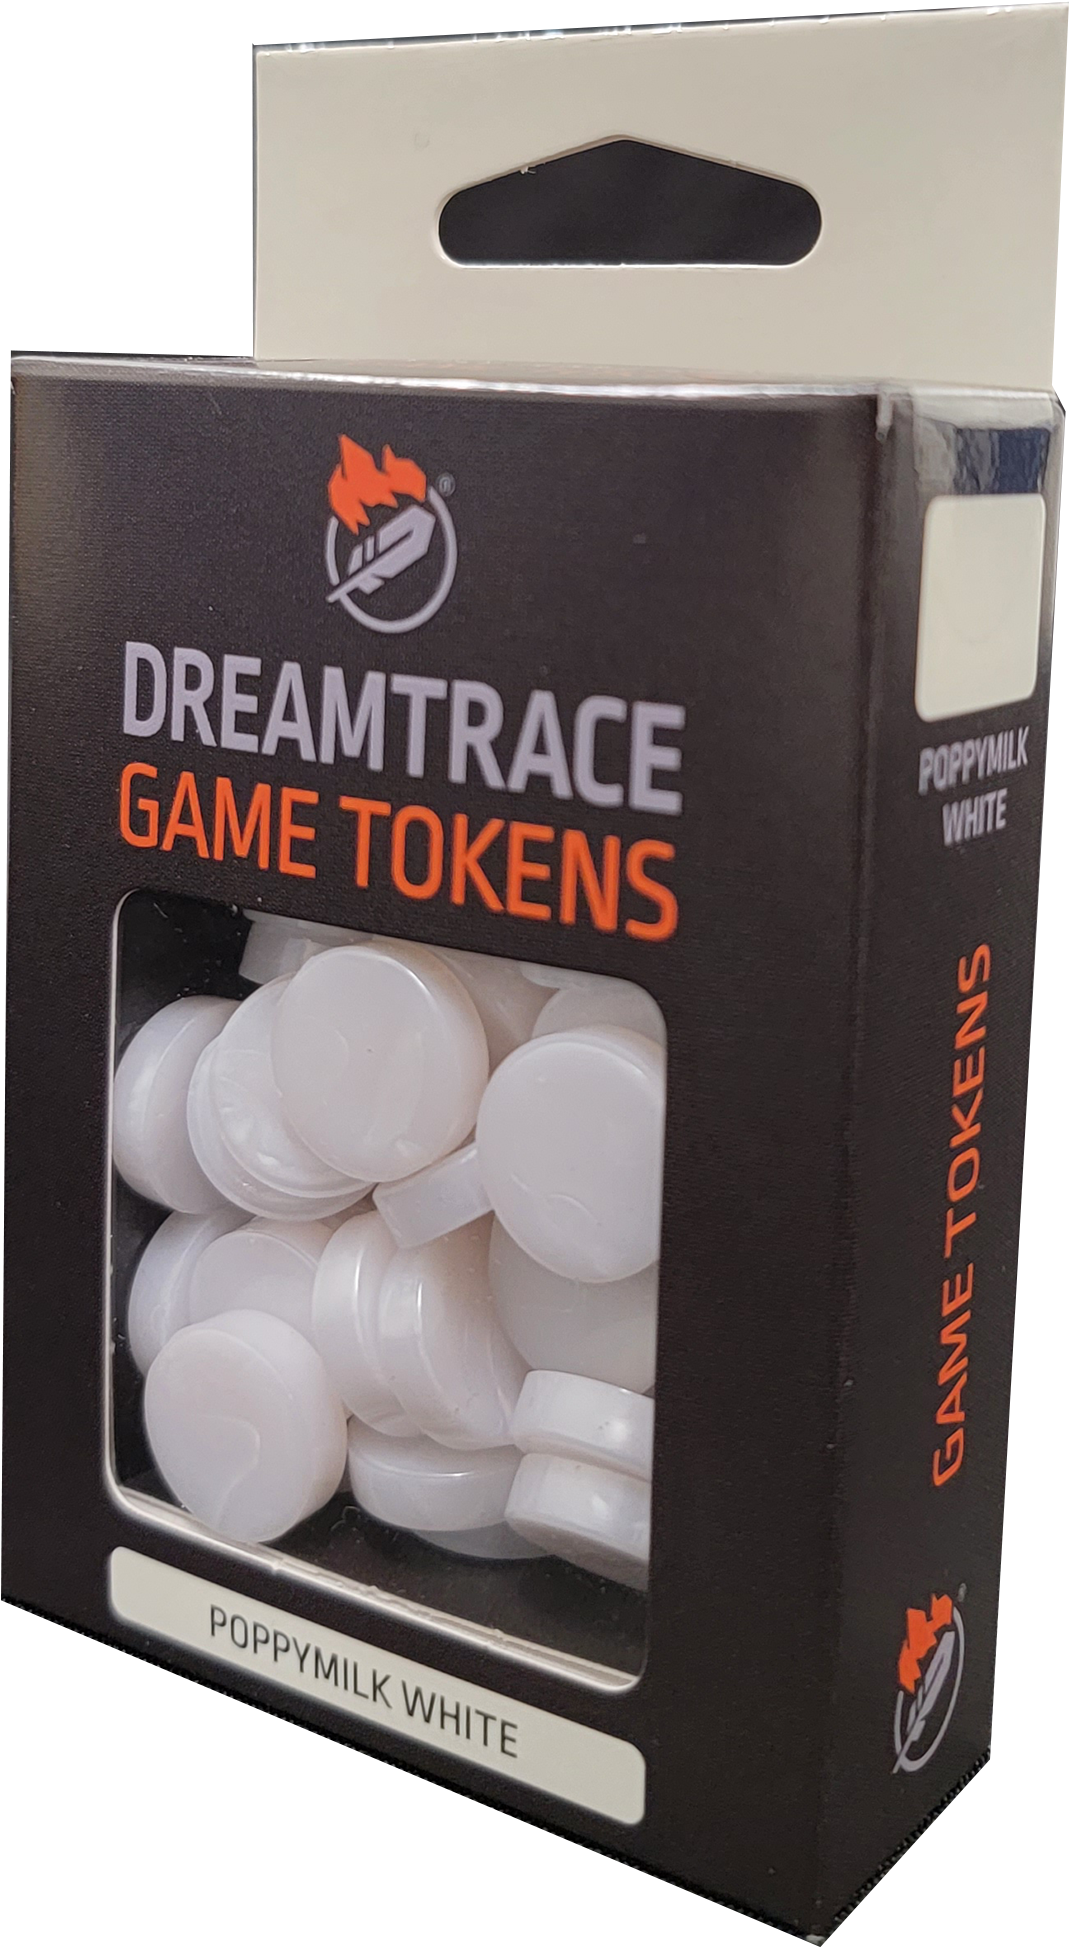 ®
DREAMTRACE
GAME TOKENS
POPPYMILK WHITE
POPPYMILK
WHITE
GAME TOKENS
®